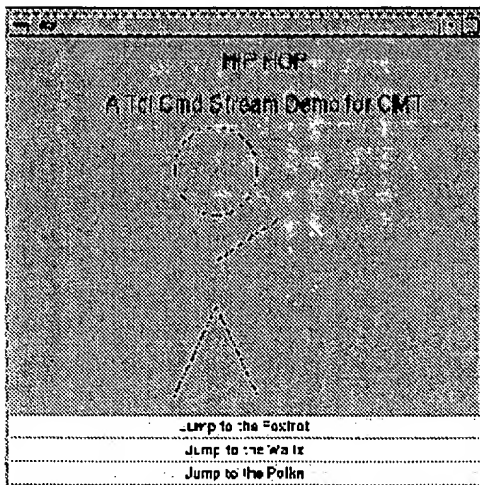 HIP HOP
A Tcl Cmd Stream Demo for CMT
Jump to the Foxtrot
Jump to the Waltz
Jump to the Polka